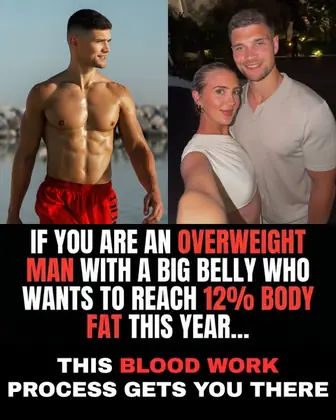 IF YOU ARE AN OVERWEIGHT
MAN WITH A BIG BELLY WHO
WANTS TO REACH 12% BODY
FAT THIS YEAR...
THIS BLOOD WORK
PROCESS GETS YOU THERE